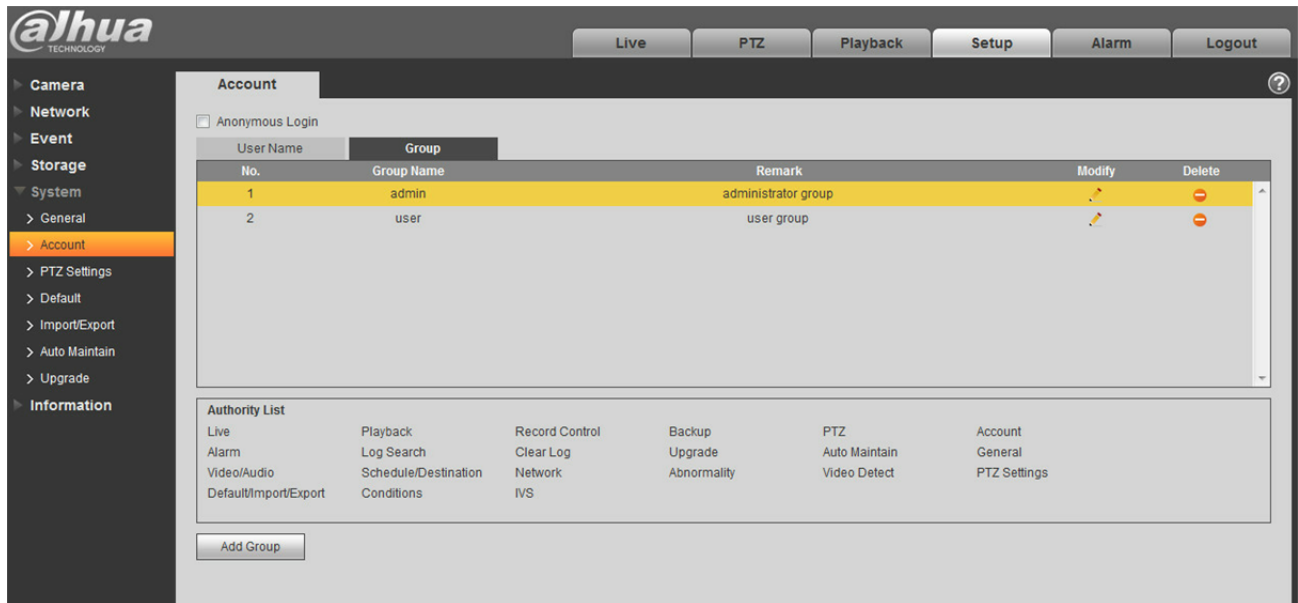 alhua
TECHNOLOGY
Live PTZ Playback Setup Alarm Logout
Camera
Network
Event
Storage
System
> General
> Account
> PTZ Settings
> Default
> Import/Export
> Auto Maintain
> Upgrade
Information
Account
?
Anonymous Login
User Name Group
No. Group Name Remark Modify Delete
1 admin administrator group
2 user user group
Authority List
Live Playback Record Control Backup PTZ Account
Alarm Log Search Clear Log Upgrade Auto Maintain General
Video/Audio Schedule/Destination Network Abnormality Video Detect PTZ Settings
Default/Import/Export Conditions IVS
Add Group